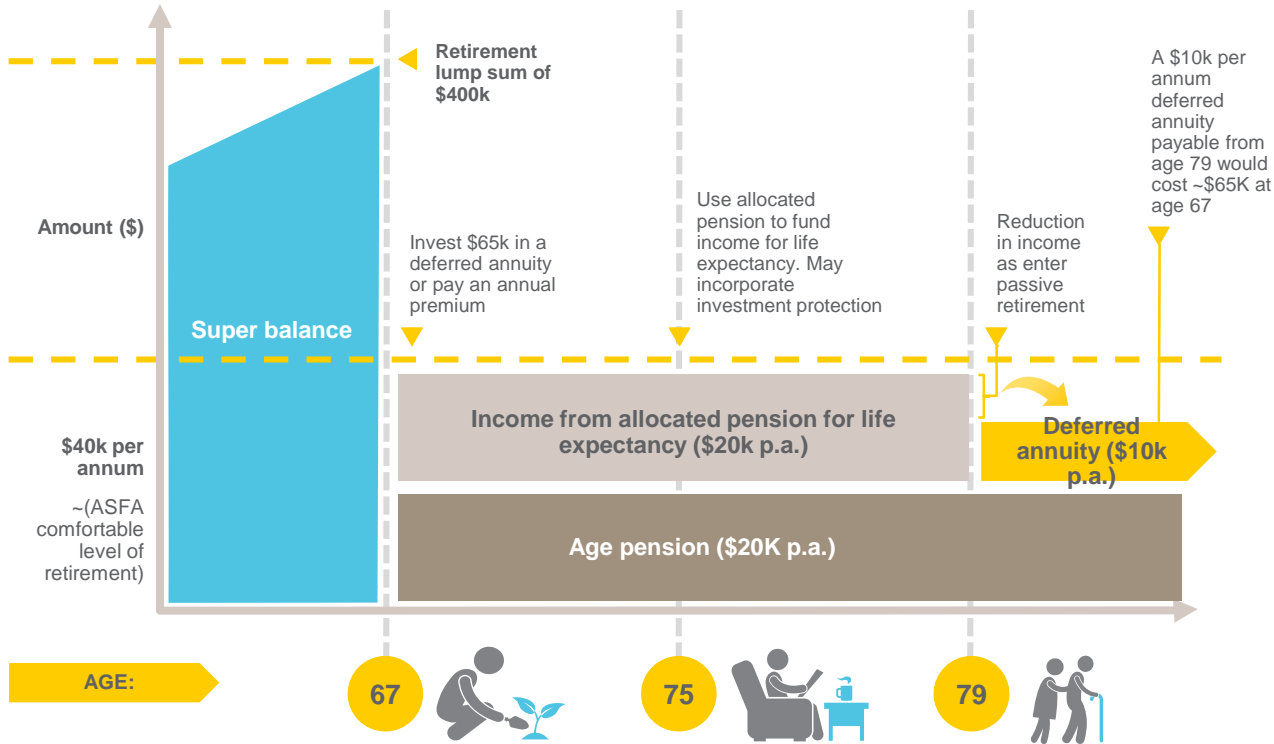 Retirement
lump sum of
$400k
A $10k per
annum
deferred
annuity
payable from
age 79 would
cost ~$65K at
age 67
Amount ($)
Invest $65k in a
deferred annuity
or pay an annual
premium
Use allocated
pension to fund
income for life
expectancy. May
incorporate
investment protection
Reduction
in income
as enter
passive
retirement
Super balance
$40k per
annum
~(ASFA
comfortable
level of
retirement)
Income from allocated pension for life
expectancy ($20k p.a.)
Deferred
annuity ($10k
p.a.)
Age pension ($20K p.a.)
AGE:
67
75
79